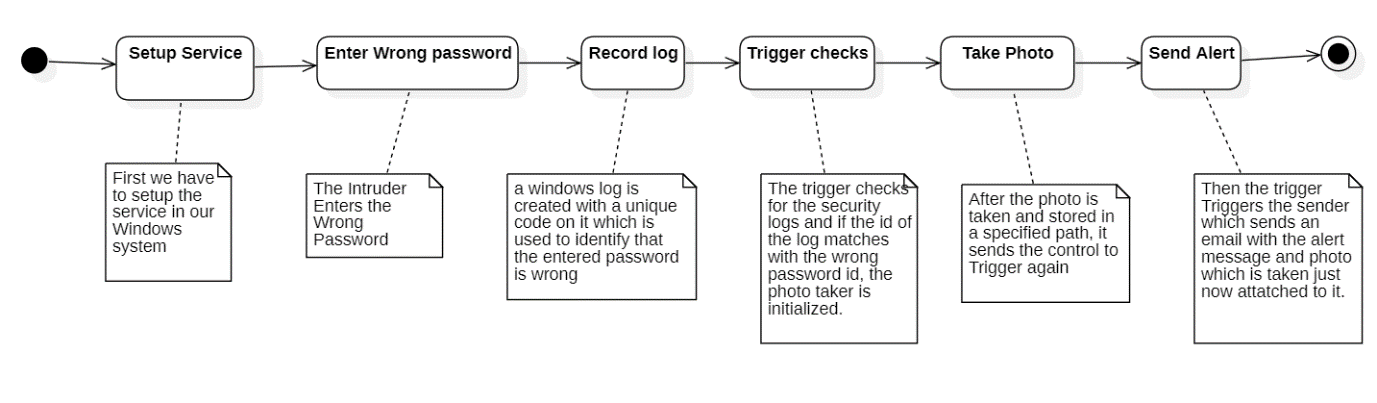 Setup Service
Enter Wrong password
Record log
Trigger checks
Take Photo
Send Alert
First we have
to setup the
service in our
Windows
system
The Intruder
Enters the
Wrong
Password
a windows log is
created with a unique
code on it which is
used to identify that
the entered password
is wrong
The trigger checks
for the security
logs and if the id of
the log matches
with the wrong
password id, the
photo taker is
initialized.
After the photo is
taken and stored in
a specified path, it
sends the control to
Trigger again
Then the trigger
Triggers the sender
which sends an
email with the alert
message and photo
which is taken just
now attatched to it.